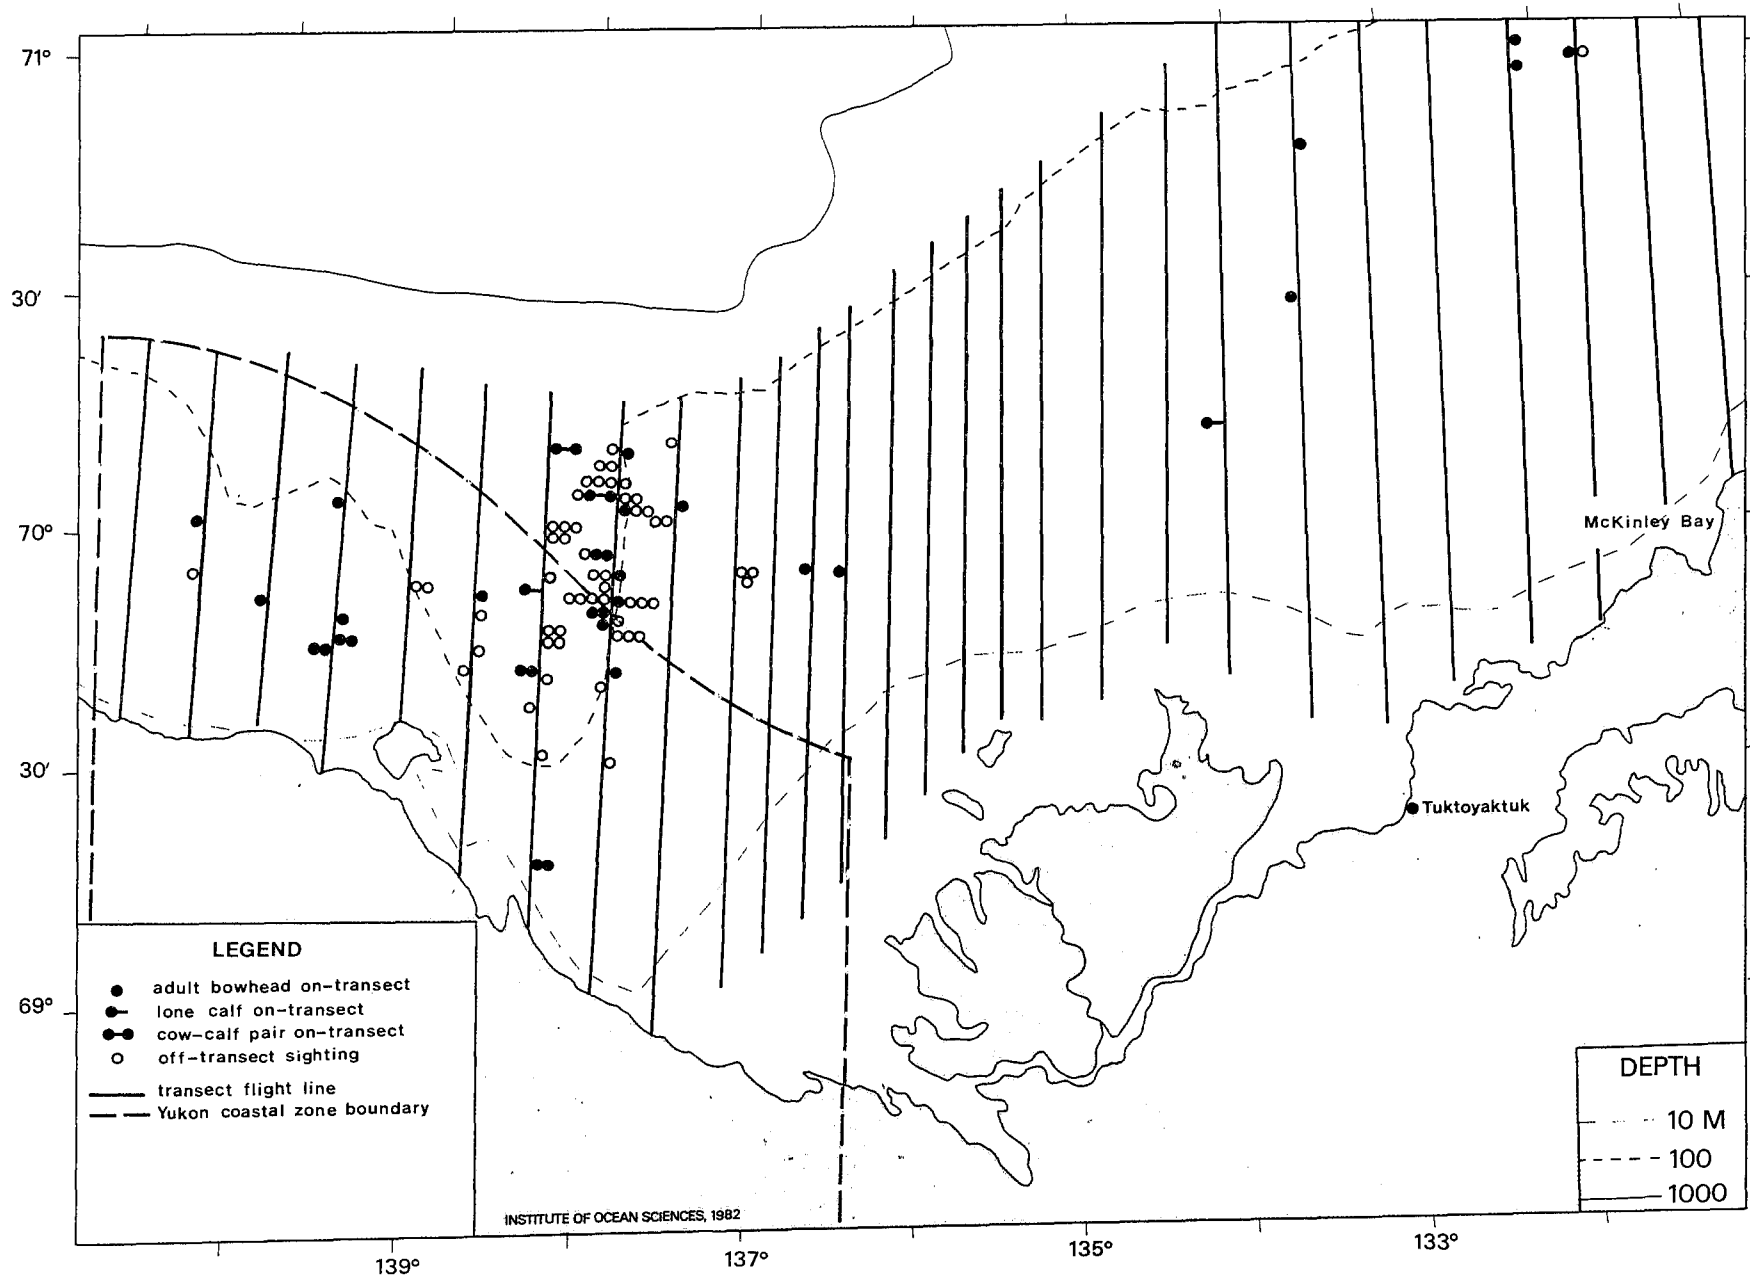 71°
30′
70°
30′
69°
McKinley Bay
Tuktoyaktuk
LEGEND
adult bowhead on-transect
lone calf on-transect
cow-calf pair on-transect
off-transect sighting
transect flight line
Yukon coastal zone boundary
DEPTH
10 M
100
1000
INSTITUTE OF OCEAN SCIENCES, 1982
139°
137°
135°
133°